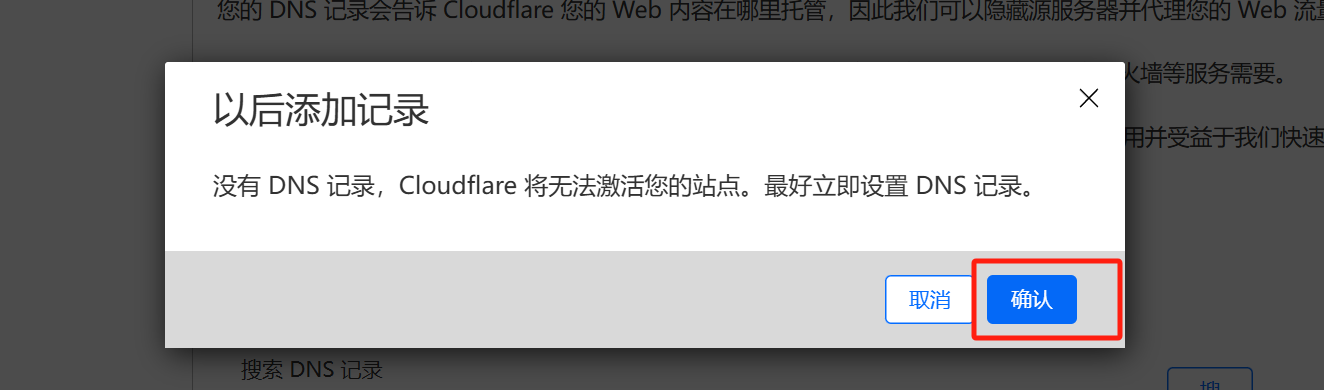 您的 DNS 记录会告诉 Cloudflare 您的 Web 内容在哪里托管，因此我们可以隐藏源服务器并代理您的 Web 流
火墙等服务需要。
用并受益于我们快速
以后添加记录
没有 DNS 记录，Cloudflare 将无法激活您的站点。最好立即设置 DNS 记录。
取消 确认
搜索 DNS 记录